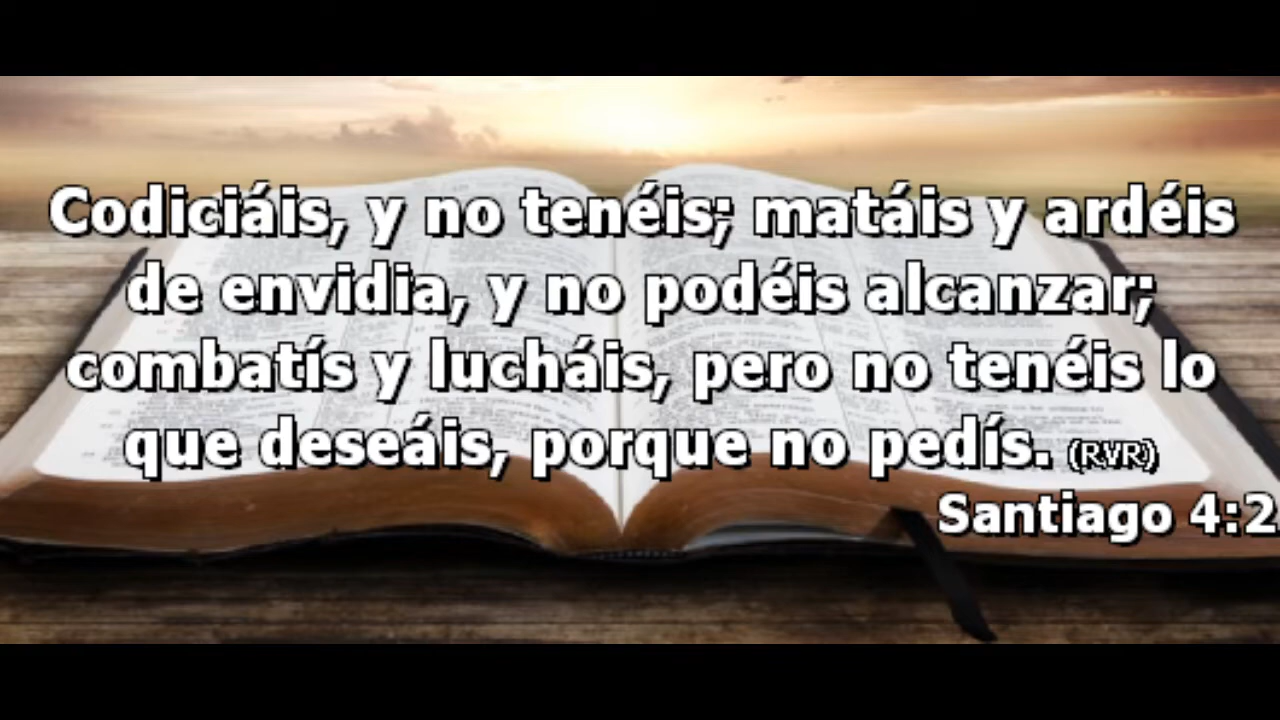 Codiciáis, y no tenéis; matáis y ardéis
de envidia, y no podéis alcanzar;
combatís y lucháis, pero no tenéis lo
que deseáis, porque no pedís. (RVR)
Santiago 4:2